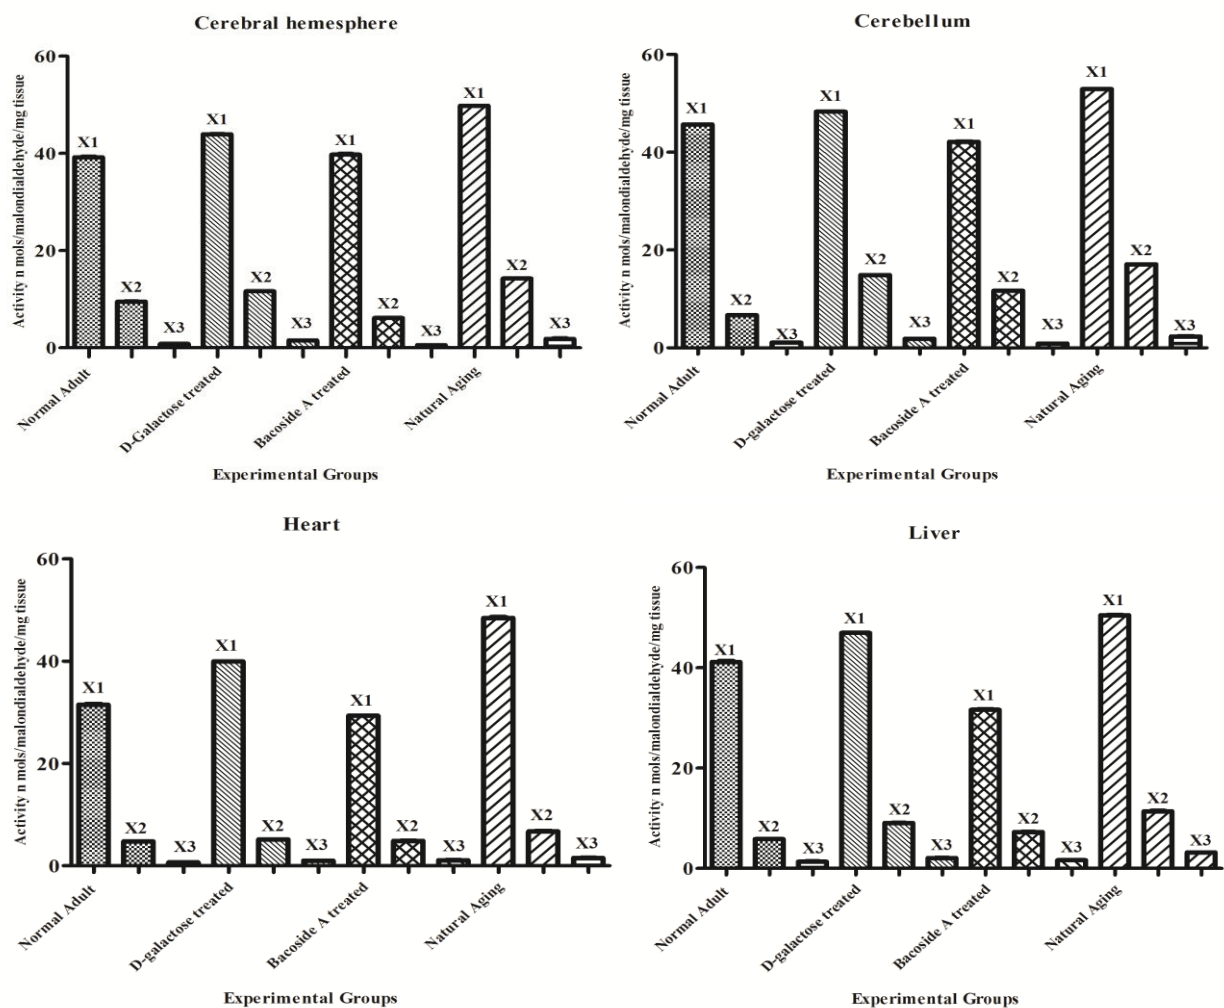 Cerebral hemesphere
Activity n mols/malondialdehyde/mg tissue
60
40
20
0
X1
X2
X3
X1
X2
X3
X1
X2
X3
X1
X2
X3
Normal Adult
D-Galactose treated
Bacoside A treated
Natural Aging
Experimental Groups
Cerebellum
Activity n mols/malondialdehyde/mg tissue
60
40
20
0
X1
X2
X3
X1
X2
X3
X1
X2
X3
X1
X2
X3
Normal Adult
D-galactose treated
Bacoside A treated
Natural Aging
Experimental Groups
Heart
Activity n mols/malondialdehyde/mg tissue
60
40
20
0
X1
X2
X3
X1
X2
X3
X1
X2
X3
X1
X2
X3
Normal Adult
D-galactose treated
Bacoside A treated
Natural Aging
Experimental Groups
Liver
Activity n mols/malondialdehyde/mg tissue
60
40
20
0
X1
X2
X3
X1
X2
X3
X1
X2
X3
X1
X2
X3
Normal Adult
D-galactose treated
Bacoside A treated
Natural Aging
Experimental Groups